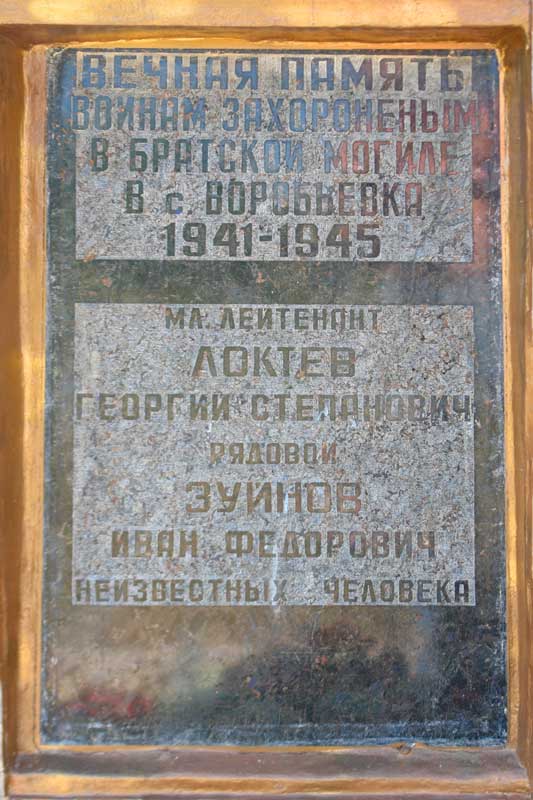 ВЕЧНАЯ ПАМЯТЬ
ВОИНАМ ЗАХОРОНЕНЫМ
В БРАТСКОЙ МОГИЛЕ
В с. ВОРОБЬЕВКА
1941-1945
МЛ. ЛЕЙТЕНАНТ
ЛОКТЕВ
ГЕОРГИЙ СТЕПАНОВИЧ
РЯДОВОЙ
ЗУЙНОВ
ИВАН ФЕДОРОВИЧ
НЕИЗВЕСТНЫХ ЧЕЛОВЕКА